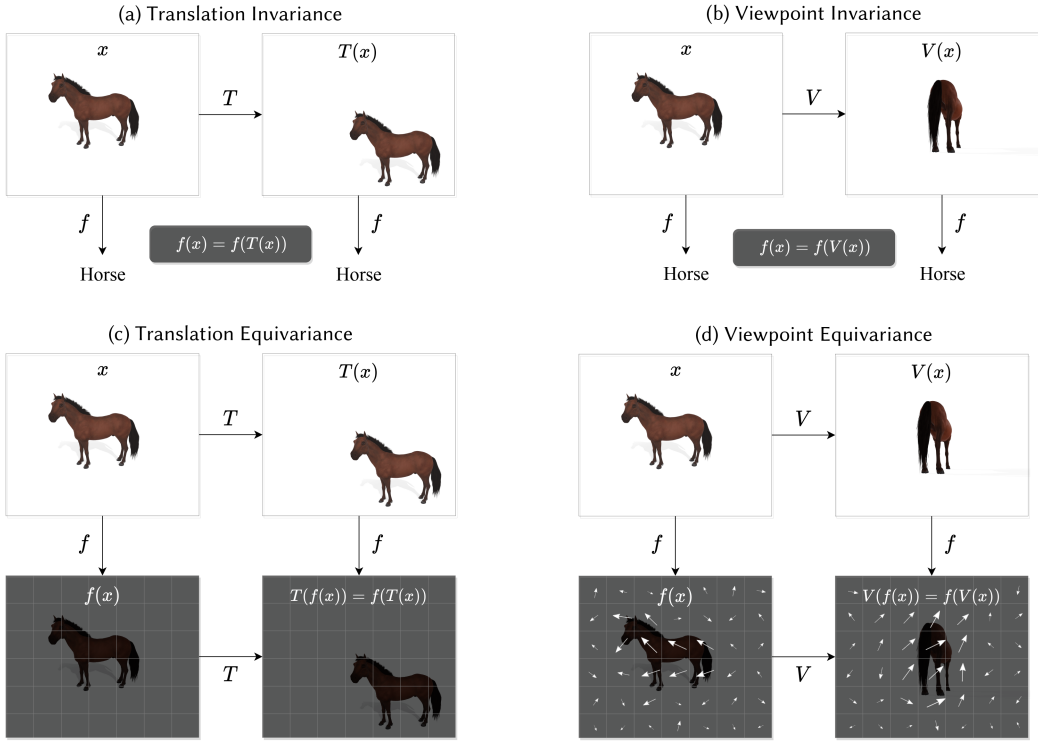 (a) Translation Invariance
x
T(x)
T
f
f
f(x) = f(T(x))
Horse
Horse
(b) Viewpoint Invariance
x
V(x)
V
f
f
f(x) = f(V(x))
Horse
Horse
(c) Translation Equivariance
x
T(x)
T
f
f
f(x)
T(f(x)) = f(T(x))
T
(d) Viewpoint Equivariance
x
V(x)
V
f
f
f(x)
V(f(x)) = f(V(x))
V